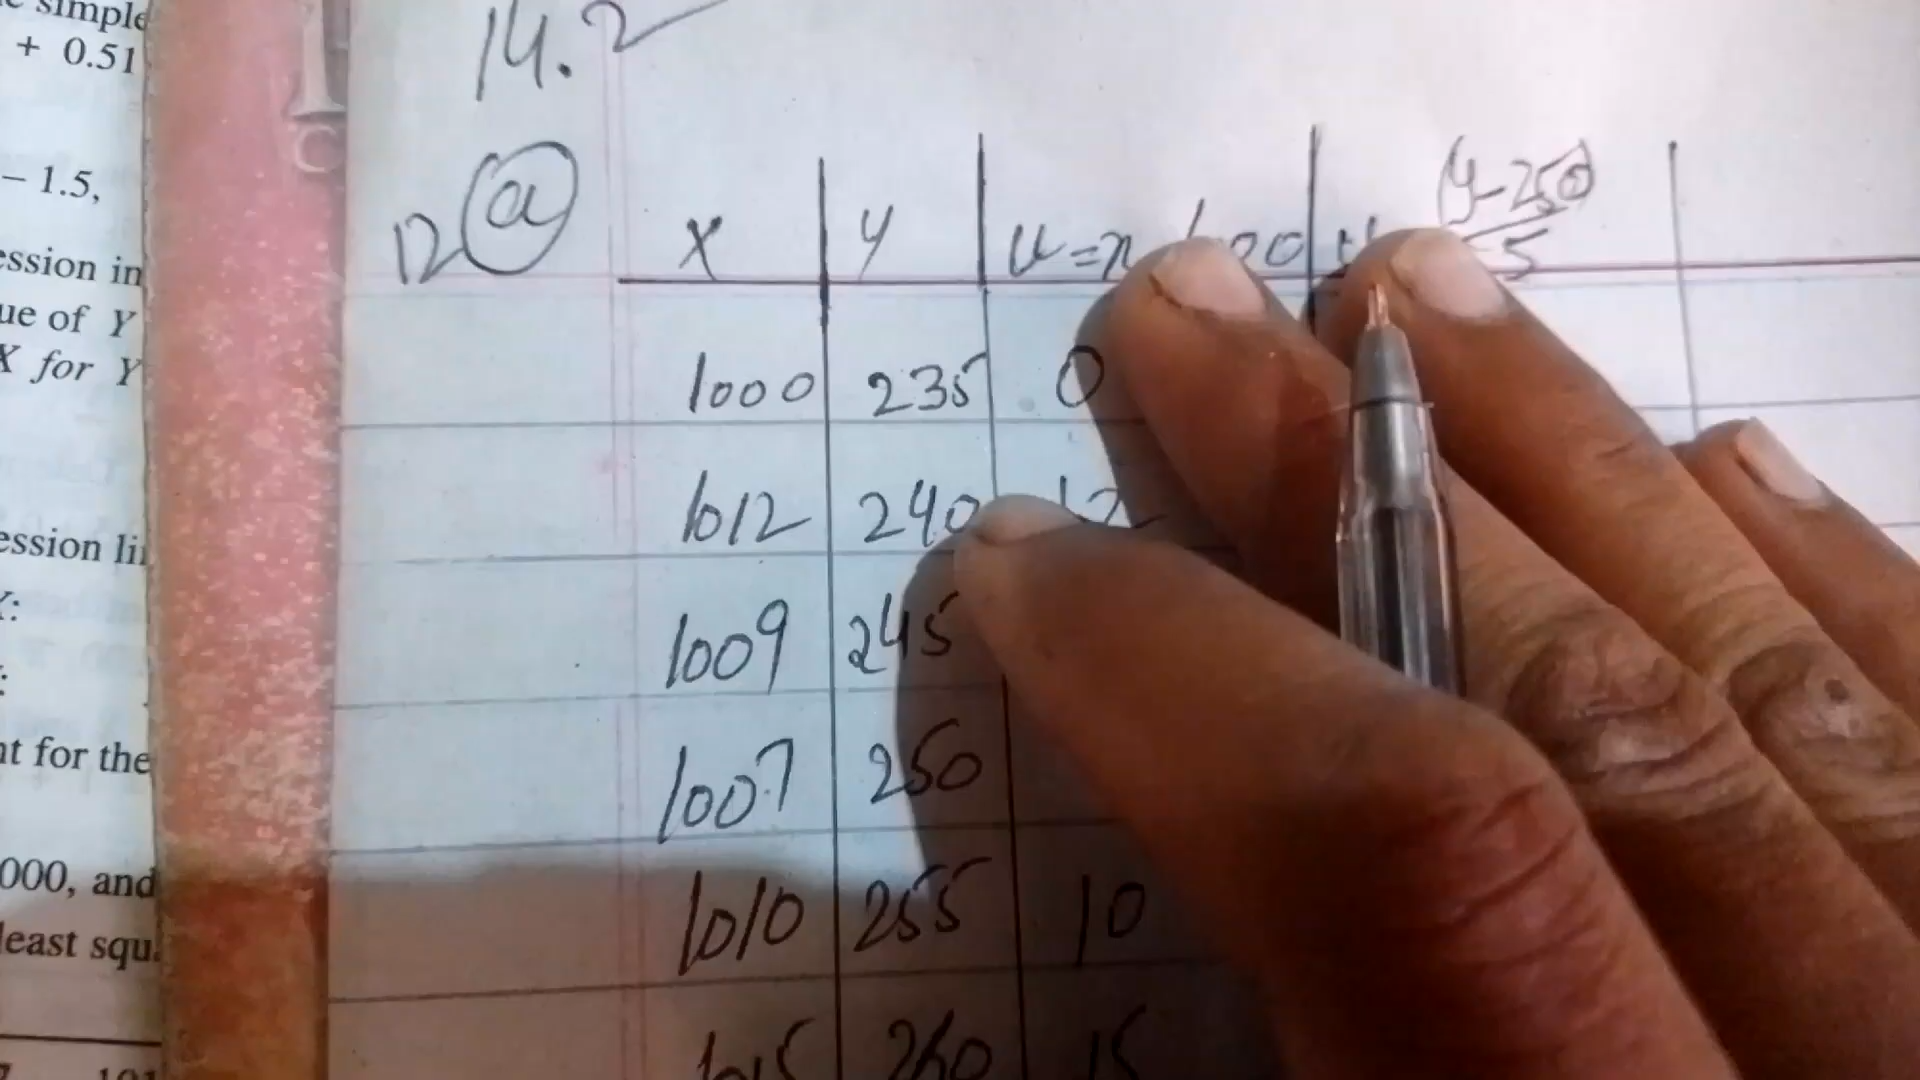 simple
+ 0.51
– 1.5,
ession in
ue of Y
X for Y
ession li
:
:
nt for the
000, and
least squ
14.2
12 (a)
X Y (y-250)
5
1000 235 0
1012 240 12
1009 245
1007 250
1010 255 10
1015 260 15